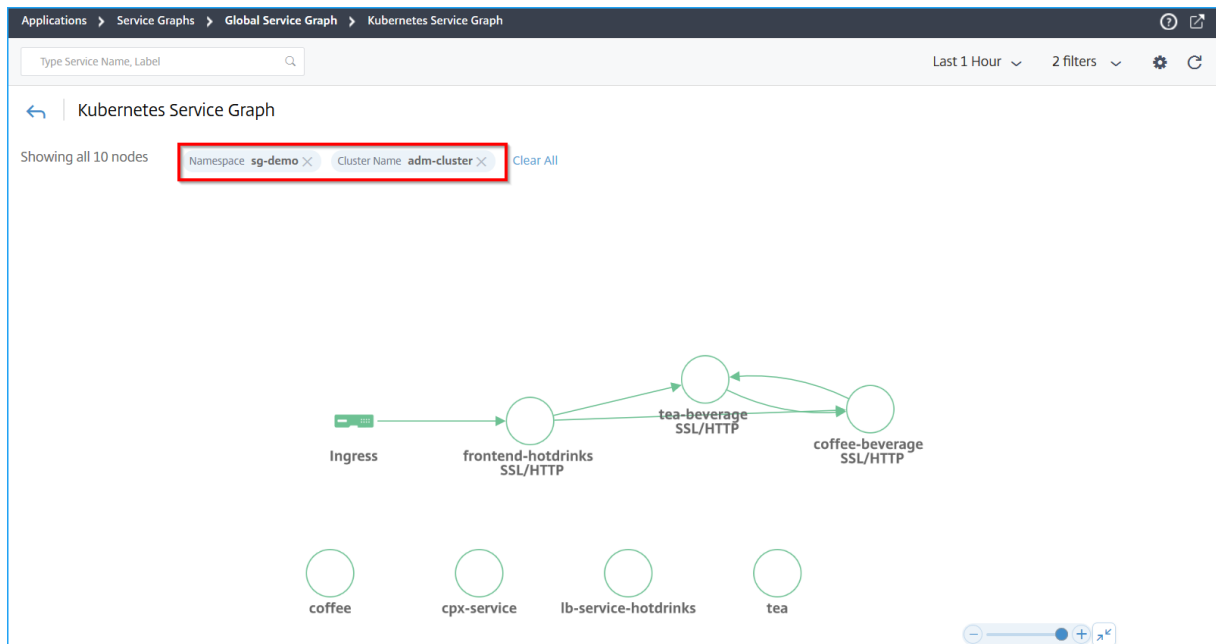 Applications > Service Graphs > Global Service Graph > Kubernetes Service Graph
Type Service Name, Label
Last 1 Hour
2 filters
Kubernetes Service Graph
Showing all 10 nodes
Namespace sg-demo
Cluster Name adm-cluster
Clear All
Ingress
frontend-hotdrinks
SSL/HTTP
tea-beverage
SSL/HTTP
coffee-beverage
SSL/HTTP
coffee
cpx-service
lb-service-hotdrinks
tea